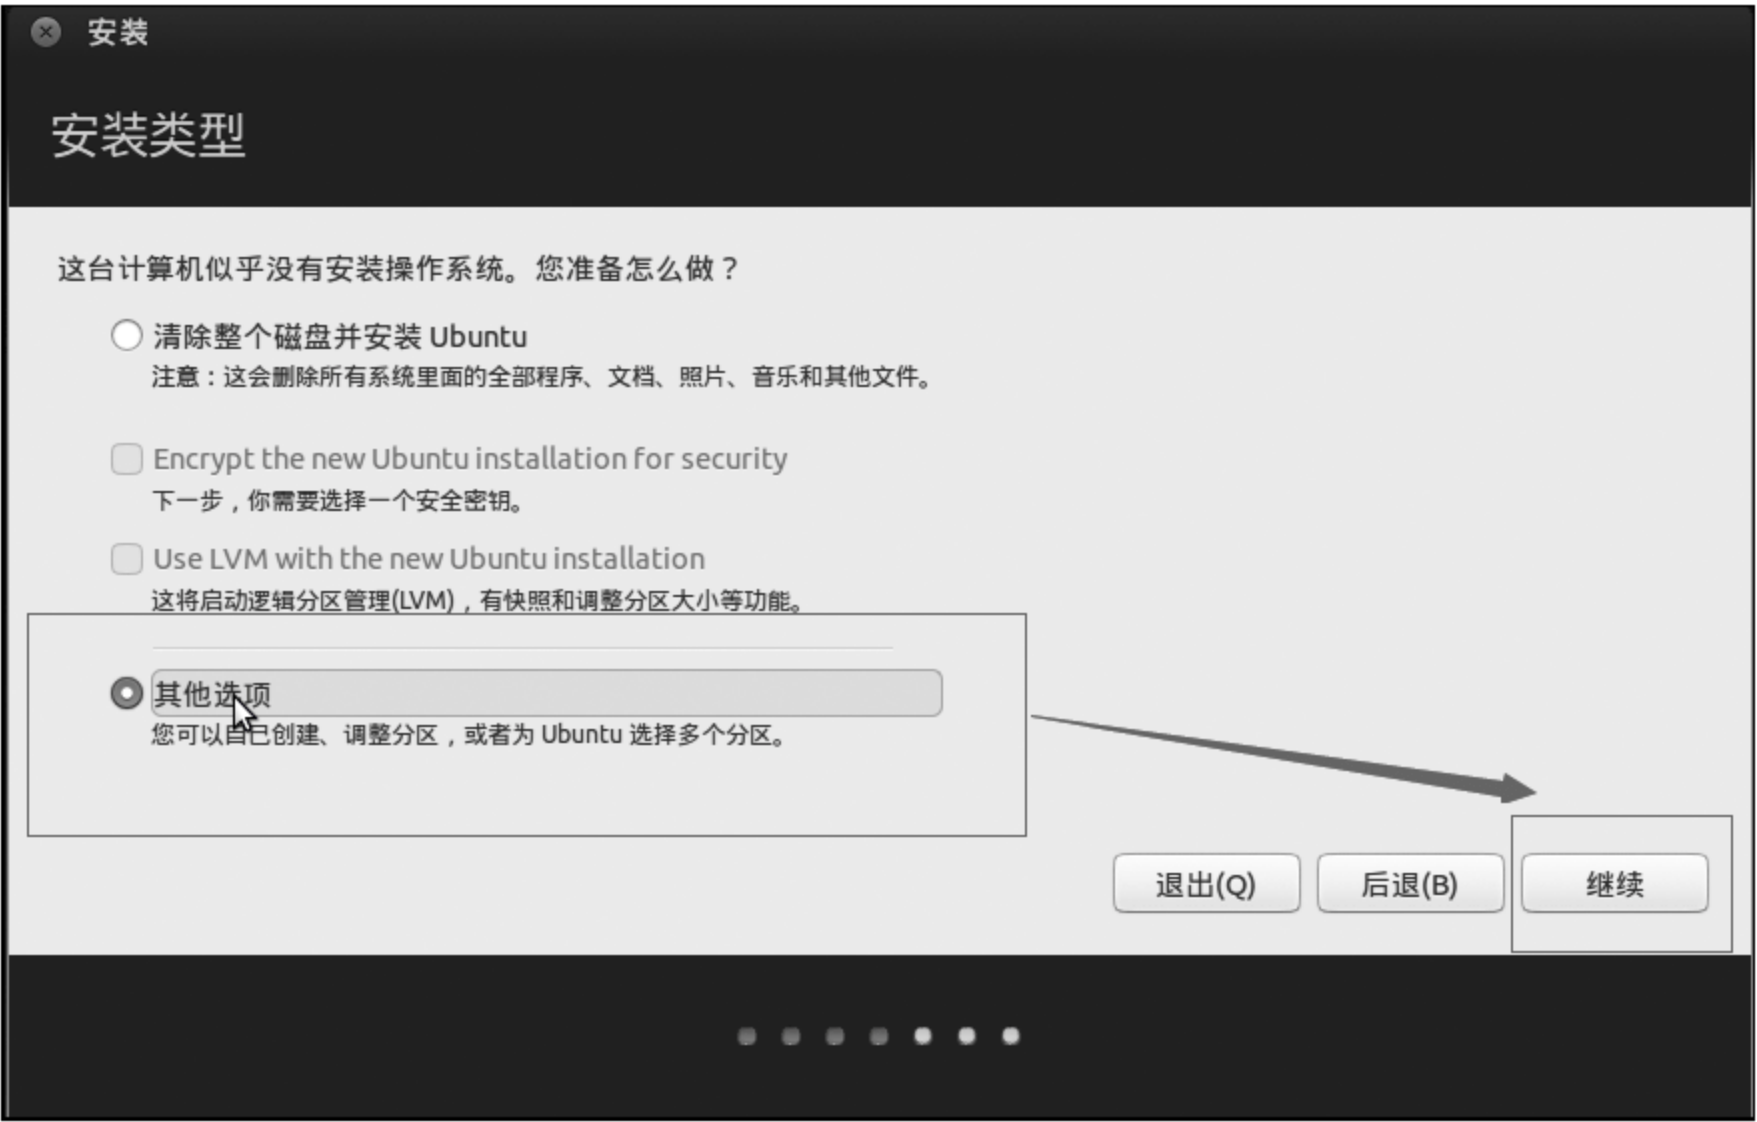 安装
安装类型
这台计算机似乎没有安装操作系统。您准备怎么做？
清除整个磁盘并安装 Ubuntu
注意：这会删除所有系统里面的全部程序、文档、照片、音乐和其他文件。
Encrypt the new Ubuntu installation for security
下一步，你需要选择一个安全密钥。
Use LVM with the new Ubuntu installation
这将启动逻辑分区管理(LVM)，有快照和调整分区大小等功能。
其他选项
您可以自己创建、调整分区，或者为 Ubuntu 选择多个分区。
退出(Q)
后退(B)
继续